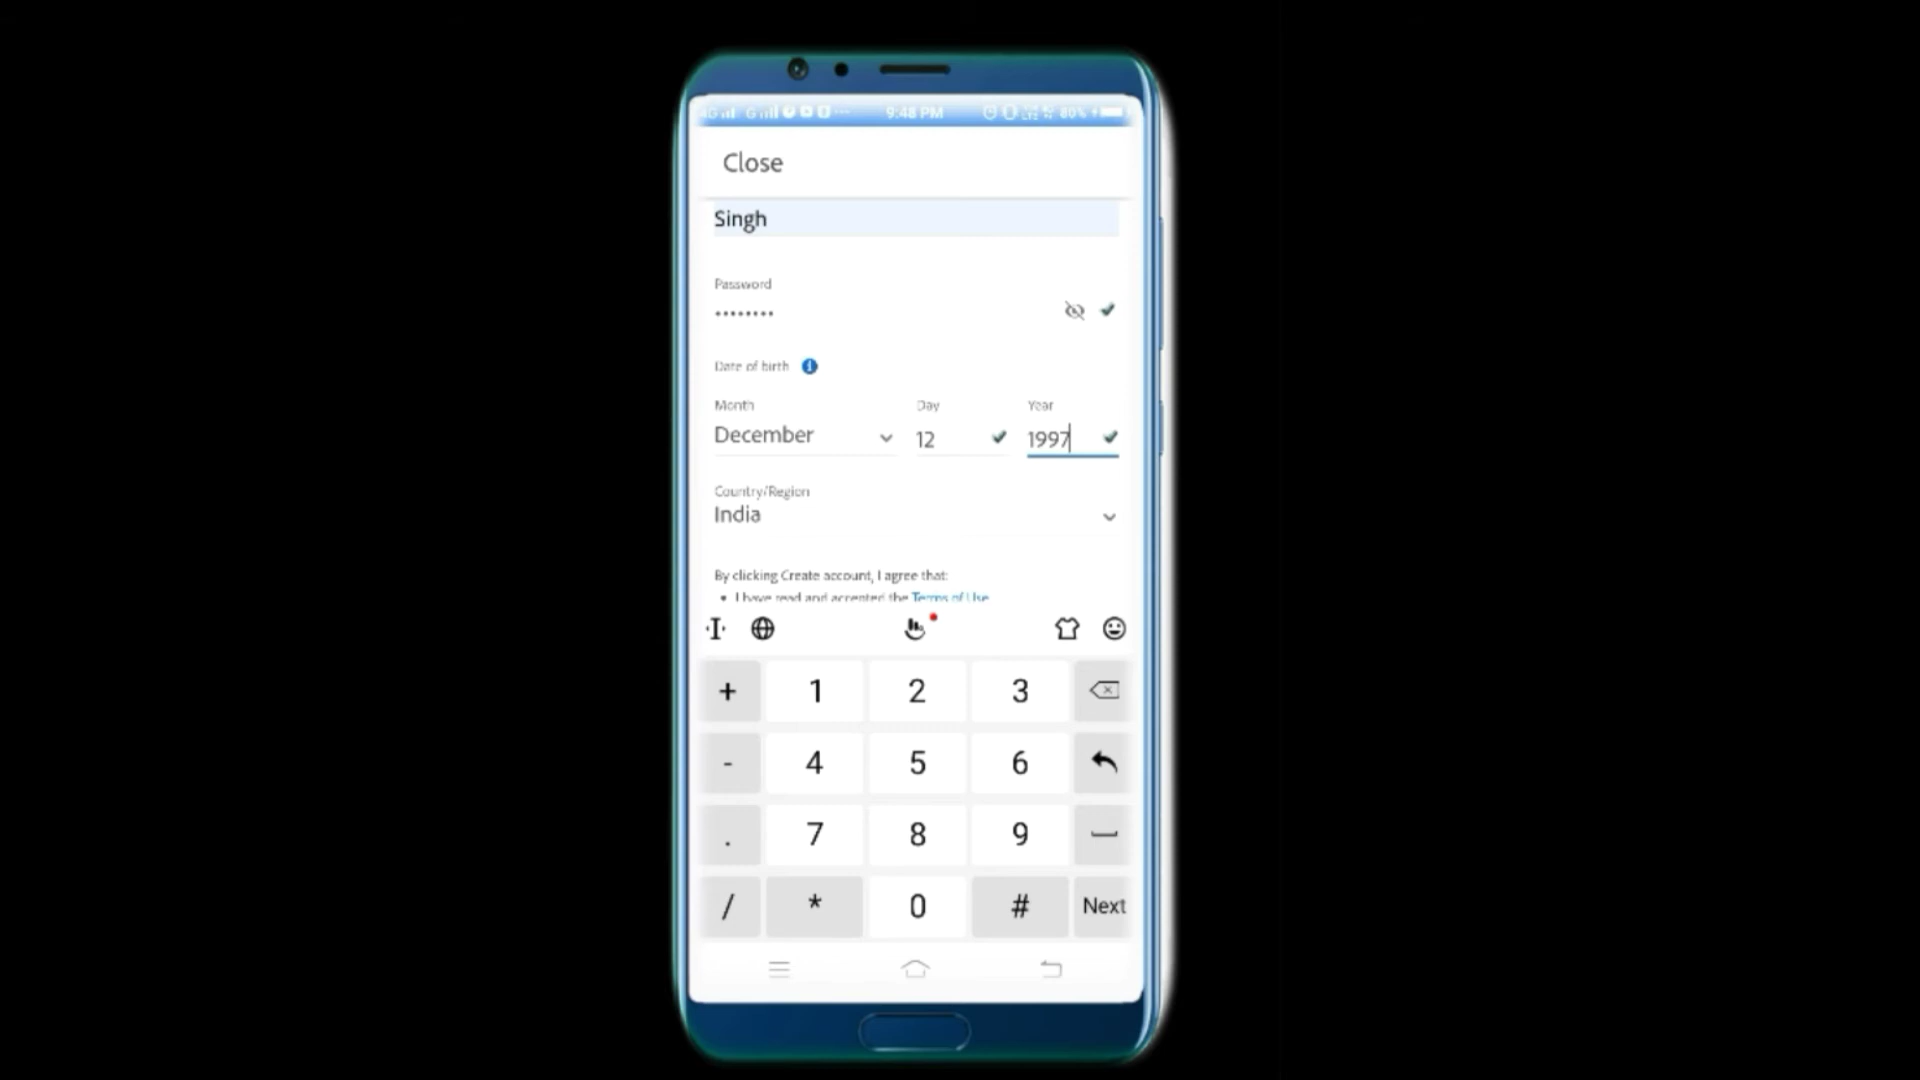 9:48 PM
80%
Close
Singh
Password
••••••••
Date of birth
Month Day Year
December 12 1997
Country/Region
India
By clicking Create account, I agree that:
• I have read and accepted the Terms of Use
+ 1 2 3
- 4 5 6
. 7 8 9
/ * 0 # Next